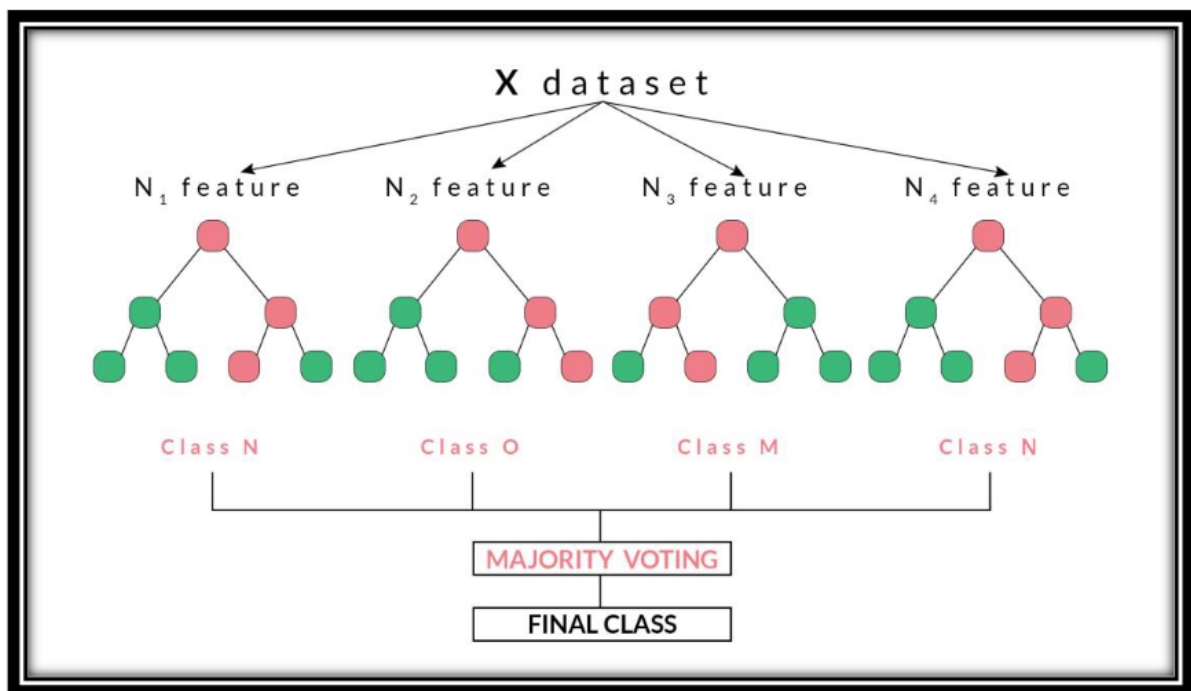 X dataset
N₁ feature N₂ feature N₃ feature N₄ feature
Class N Class O Class M Class N
MAJORITY VOTING
FINAL CLASS